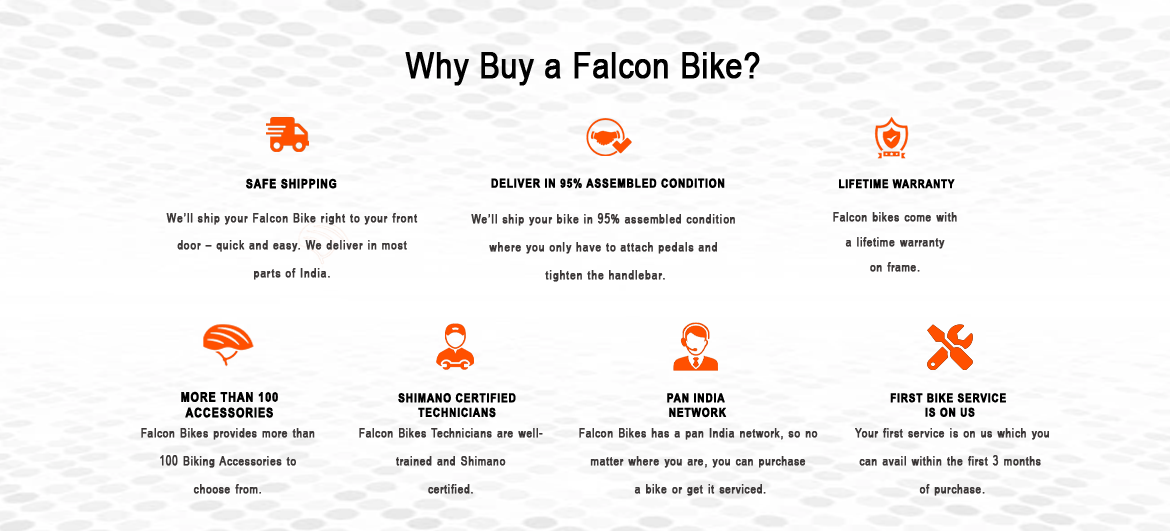 Why Buy a Falcon Bike?
SAFE SHIPPING
We'll ship your Falcon Bike right to your front
door – quick and easy. We deliver in most
parts of India.
DELIVER IN 95% ASSEMBLED CONDITION
We'll ship your bike in 95% assembled condition
where you only have to attach pedals and
tighten the handlebar.
LIFETIME WARRANTY
Falcon bikes come with
a lifetime warranty
on frame.
MORE THAN 100
ACCESSORIES
Falcon Bikes provides more than
100 Biking Accessories to
choose from.
SHIMANO CERTIFIED
TECHNICIANS
Falcon Bikes Technicians are well-
trained and Shimano
certified.
PAN INDIA
NETWORK
Falcon Bikes has a pan India network, so no
matter where you are, you can purchase
a bike or get it serviced.
FIRST BIKE SERVICE
IS ON US
Your first service is on us which you
can avail within the first 3 months
of purchase.